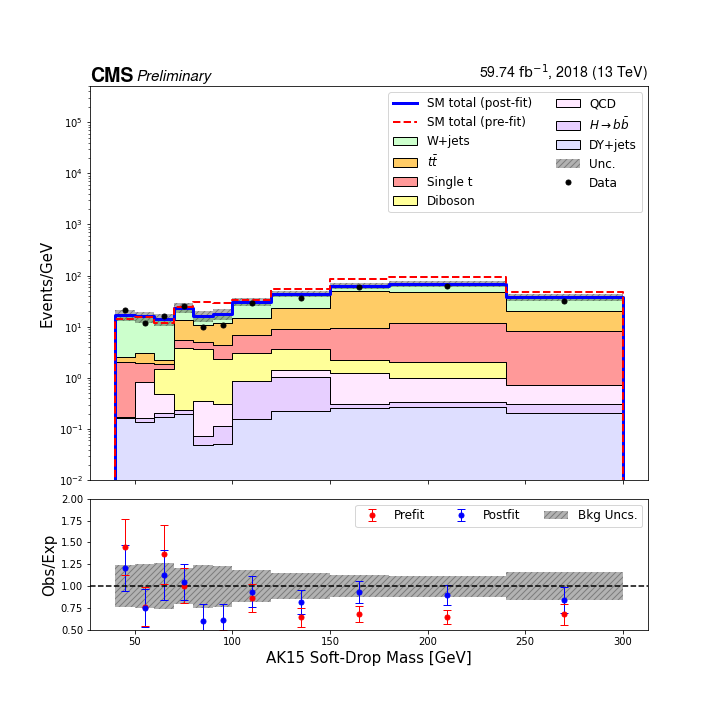 CMS Preliminary
59.74 fb⁻¹, 2018 (13 TeV)
Events/GeV
10⁵
10⁴
10³
10²
10¹
10⁰
10⁻¹
10⁻²
SM total (post-fit)
SM total (pre-fit)
W+jets
tt̄
Single t
Diboson
QCD
H→bb̄
DY+jets
Unc.
Data
Obs/Exp
2.00
1.75
1.50
1.25
1.00
0.75
0.50
Prefit
Postfit
Bkg Uncs.
50 100 150 200 250 300
AK15 Soft-Drop Mass [GeV]